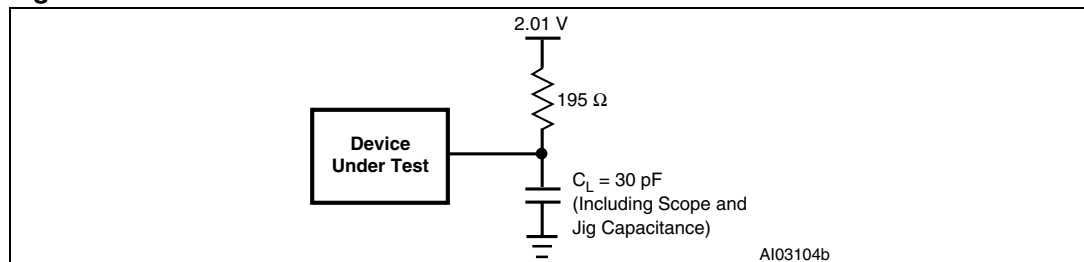 2.01 V
195 Ω
Device
Under Test
C_L = 30 pF
(Including Scope and
Jig Capacitance)
AI03104b